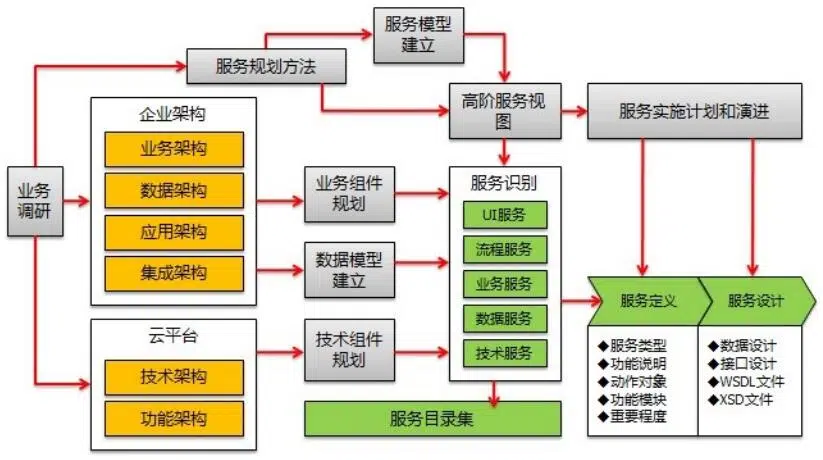 服务模型
建立
服务规划方法
高阶服务视
图
服务实施计划和演进
业务
调研
企业架构
业务架构
数据架构
应用架构
集成架构
业务组件
规划
数据模型
建立
服务识别
UI服务
流程服务
业务服务
数据服务
技术服务
云平台
技术架构
功能架构
技术组件
规划
服务目录集
服务定义
◆服务类型
◆功能说明
◆动作对象
◆功能模块
◆重要程度
服务设计
◆数据设计
◆接口设计
◆WSDL文件
◆XSD文件